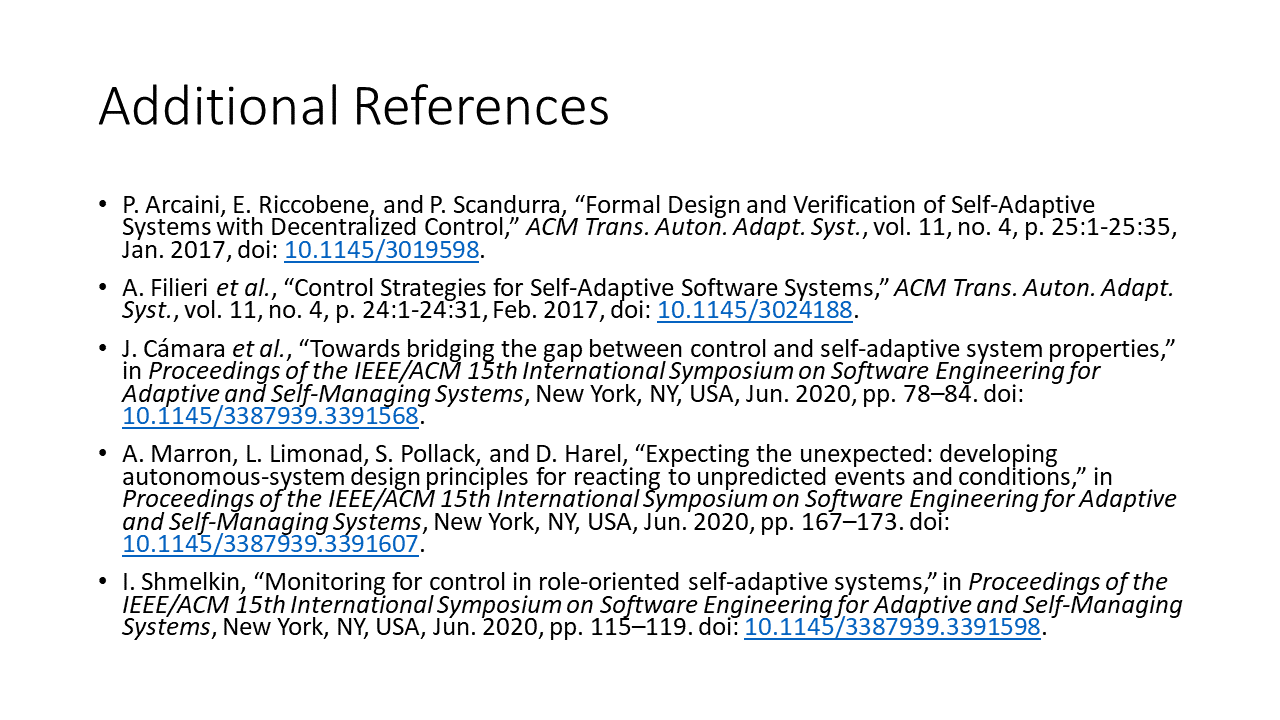 Additional References
• P. Arcaini, E. Riccobene, and P. Scandurra, “Formal Design and Verification of Self-Adaptive
Systems with Decentralized Control,” ACM Trans. Auton. Adapt. Syst., vol. 11, no. 4, p. 25:1-25:35,
Jan. 2017, doi: 10.1145/3019598.
• A. Filieri et al., “Control Strategies for Self-Adaptive Software Systems,” ACM Trans. Auton. Adapt.
Syst., vol. 11, no. 4, p. 24:1-24:31, Feb. 2017, doi: 10.1145/3024188.
• J. Cámara et al., “Towards bridging the gap between control and self-adaptive system properties,”
in Proceedings of the IEEE/ACM 15th International Symposium on Software Engineering for
Adaptive and Self-Managing Systems, New York, NY, USA, Jun. 2020, pp. 78–84. doi:
10.1145/3387939.3391568.
• A. Marron, L. Limonad, S. Pollack, and D. Harel, “Expecting the unexpected: developing
autonomous-system design principles for reacting to unpredicted events and conditions,” in
Proceedings of the IEEE/ACM 15th International Symposium on Software Engineering for Adaptive
and Self-Managing Systems, New York, NY, USA, Jun. 2020, pp. 167–173. doi:
10.1145/3387939.3391607.
• I. Shmelkin, “Monitoring for control in role-oriented self-adaptive systems,” in Proceedings of the
IEEE/ACM 15th International Symposium on Software Engineering for Adaptive and Self-Managing
Systems, New York, NY, USA, Jun. 2020, pp. 115–119. doi: 10.1145/3387939.3391598.